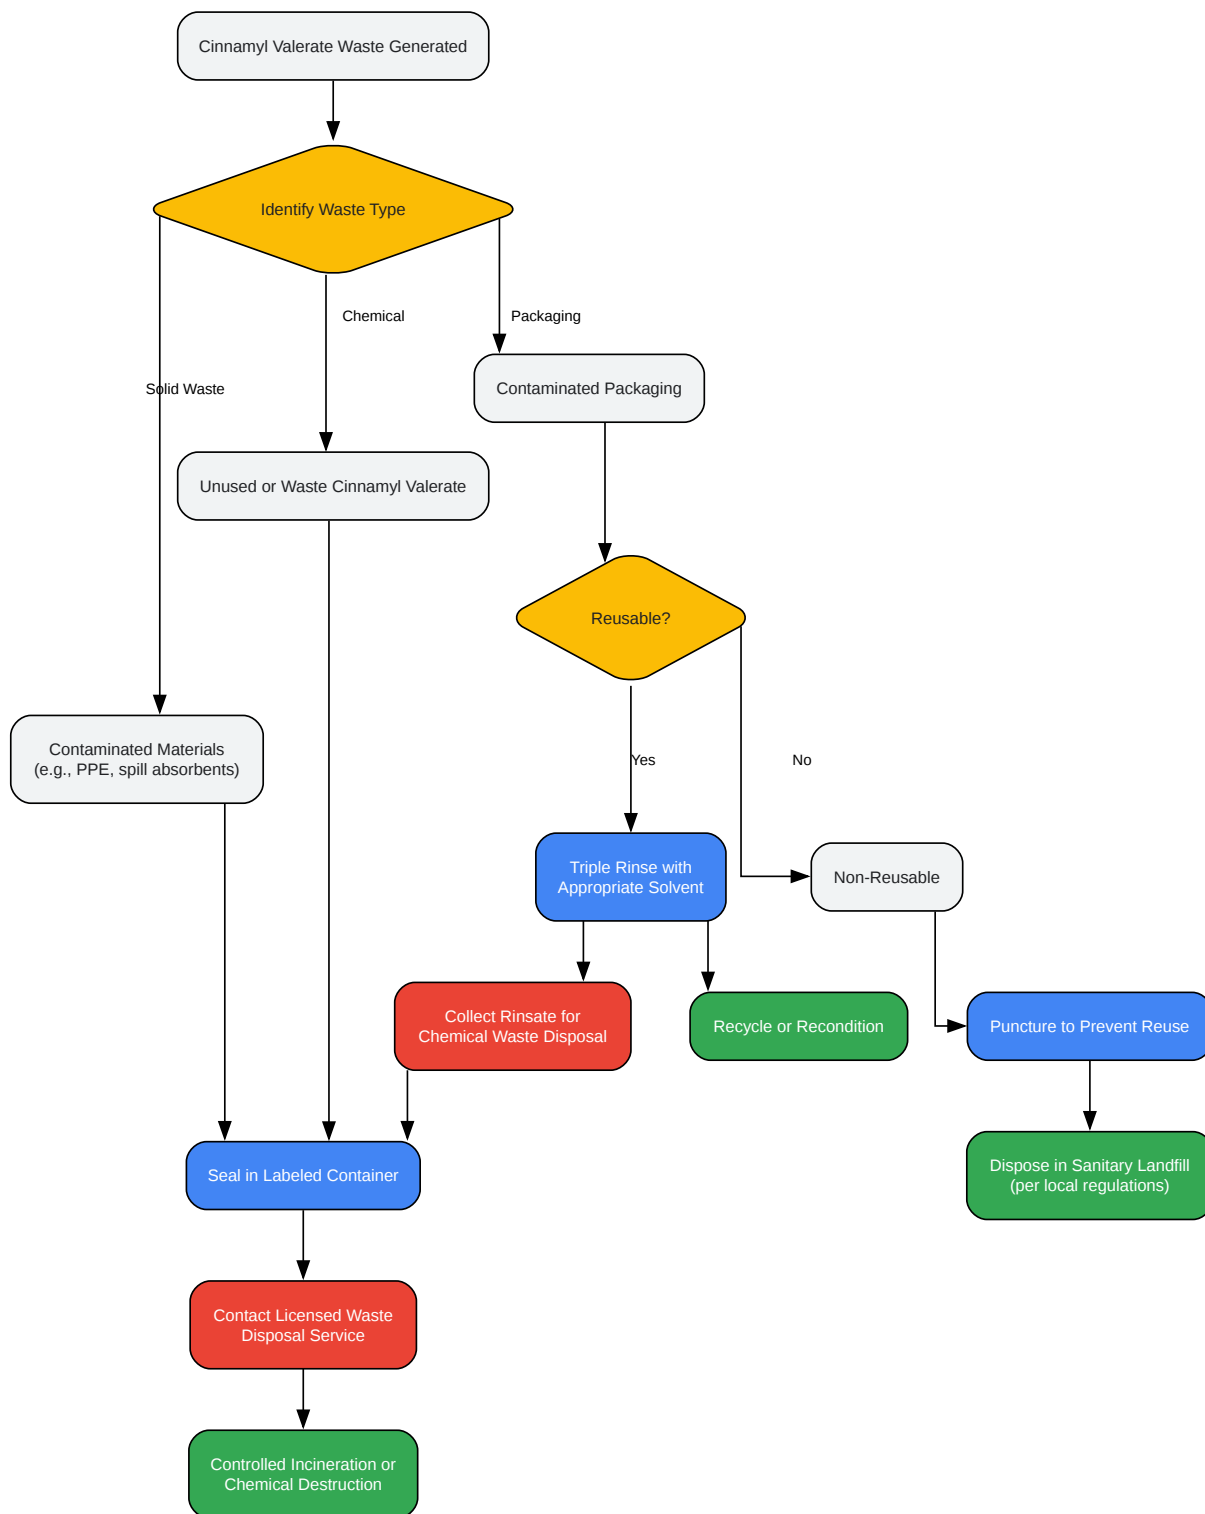 Cinnamyl Valerate Waste Generated
Identify Waste Type
Chemical
Packaging
Solid Waste
Contaminated Packaging
Unused or Waste Cinnamyl Valerate
Reusable?
Contaminated Materials
(e.g., PPE, spill absorbents)
Yes
No
Triple Rinse with
Appropriate Solvent
Non-Reusable
Collect Rinsate for
Chemical Waste Disposal
Recycle or Recondition
Puncture to Prevent Reuse
Seal in Labeled Container
Dispose in Sanitary Landfill
(per local regulations)
Contact Licensed Waste
Disposal Service
Controlled Incineration or
Chemical Destruction